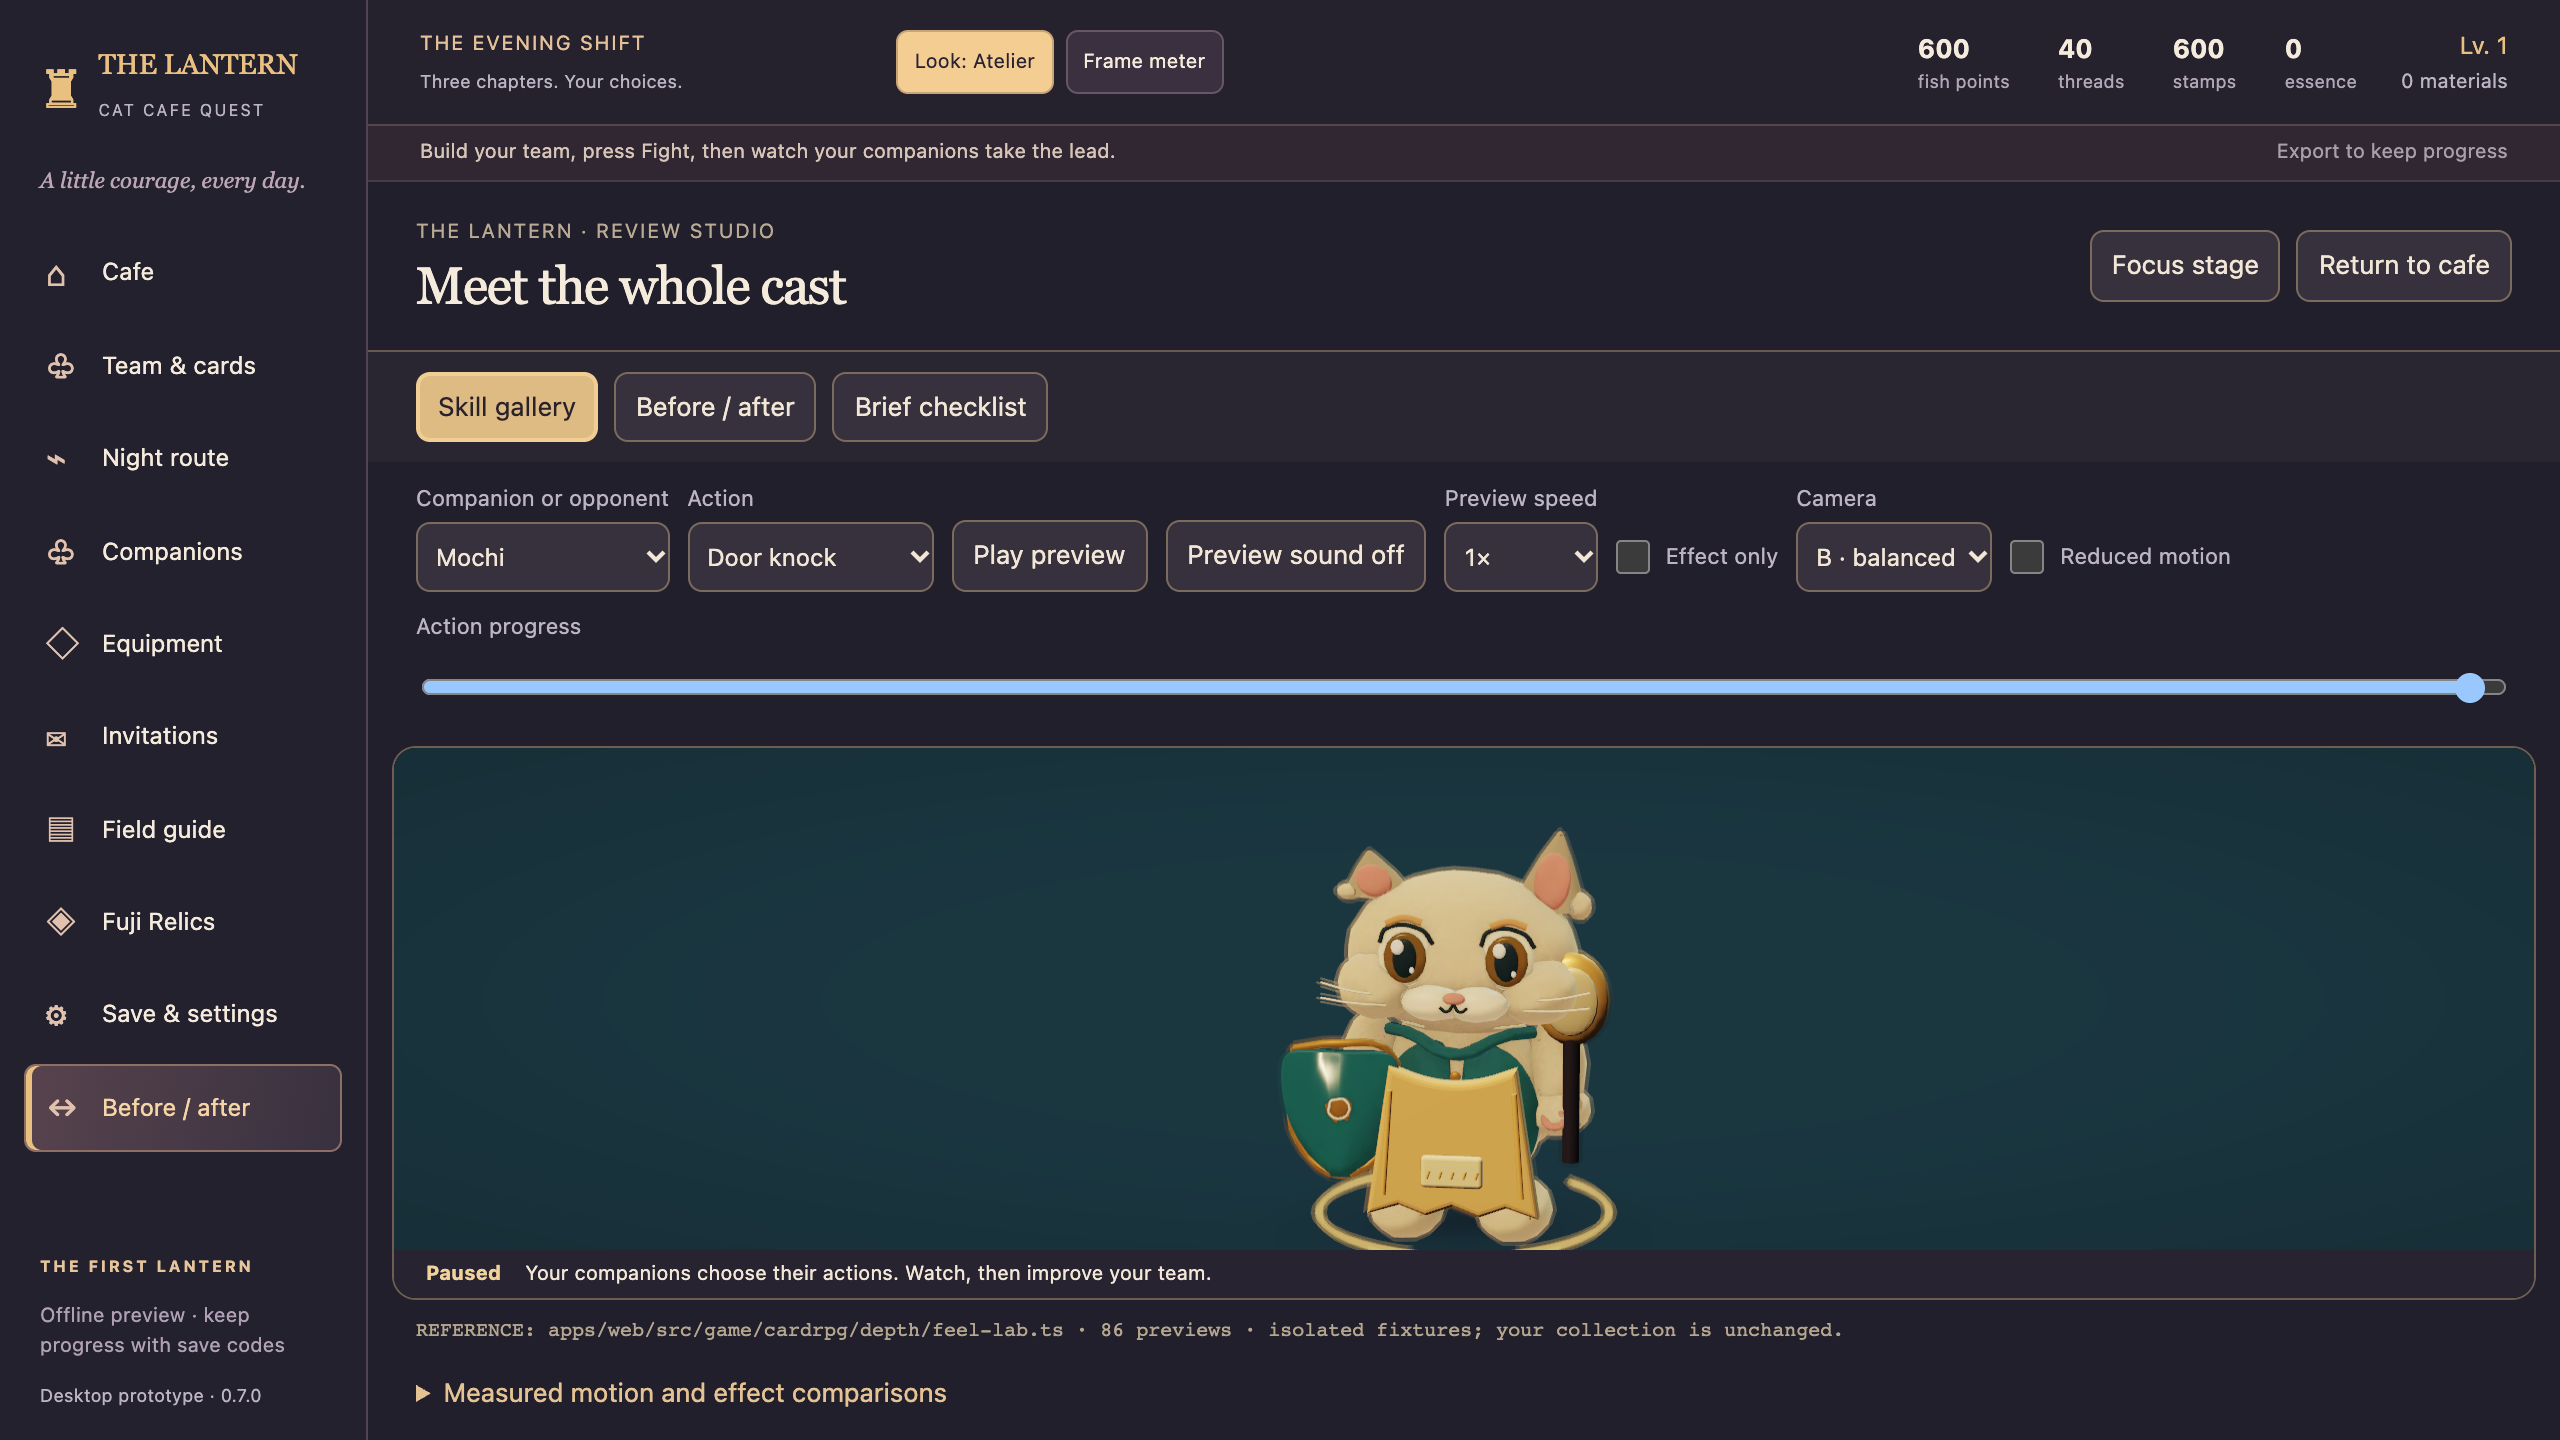 THE LANTERN
CAT CAFE QUEST
A little courage, every day.
Cafe
Team & cards
Night route
Companions
Equipment
Invitations
Field guide
Fuji Relics
Save & settings
Before / after
THE FIRST LANTERN
Offline preview · keep
progress with save codes
Desktop prototype · 0.7.0
THE EVENING SHIFT
Three chapters. Your choices.
Look: Atelier
Frame meter
600
fish points
40
threads
600
stamps
0
essence
Lv. 1
0 materials
Build your team, press Fight, then watch your companions take the lead.
Export to keep progress
THE LANTERN · REVIEW STUDIO
Meet the whole cast
Focus stage
Return to cafe
Skill gallery
Before / after
Brief checklist
Companion or opponent
Mochi
Action
Door knock
Play preview
Preview sound off
Preview speed
1×
Effect only
Camera
B · balanced
Reduced motion
Action progress
Paused Your companions choose their actions. Watch, then improve your team.
REFERENCE: apps/web/src/game/cardrpg/depth/feel-lab.ts · 86 previews · isolated fixtures; your collection is unchanged.
Measured motion and effect comparisons